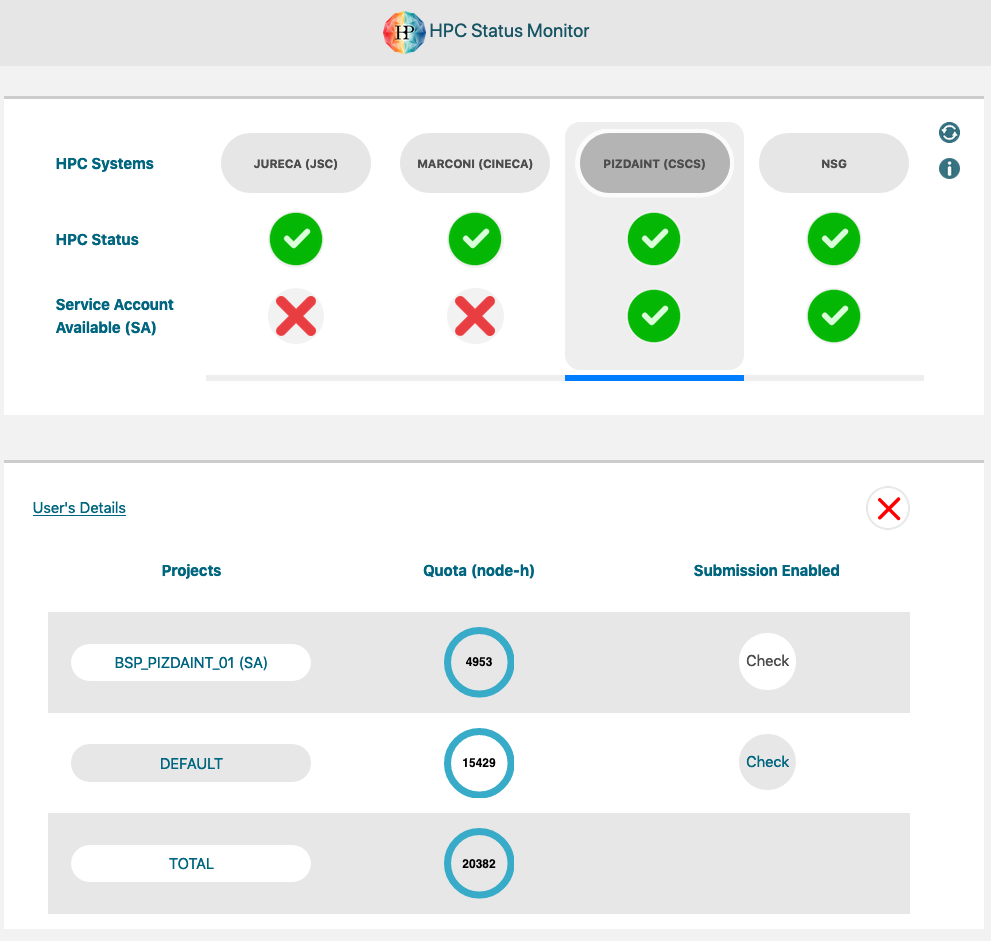 HP HPC Status Monitor
HPC Systems
JURECA (JSC)
MARCONI (CINECA)
PIZDAINT (CSCS)
NSG
HPC Status
Service Account
Available (SA)
User's Details
Projects
Quota (node-h)
Submission Enabled
BSP_PIZDAINT_01 (SA)
4953
Check
DEFAULT
15429
Check
TOTAL
20382